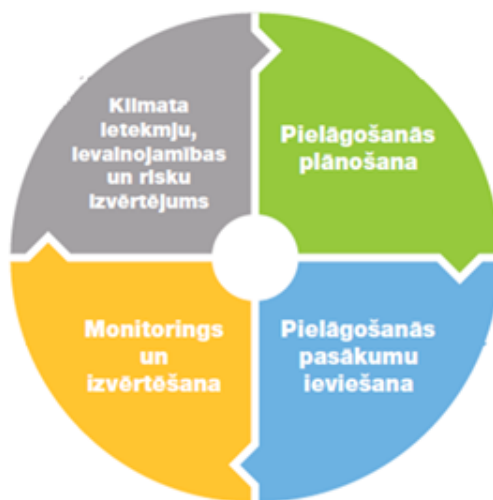 Klimata
ietekmju,
ievainojamības
un risku
izvērtējums
Pielāgošanās
plānošana
Monitorings
un
izvērtēšana
Pielāgošanās
pasākumu
ieviešana